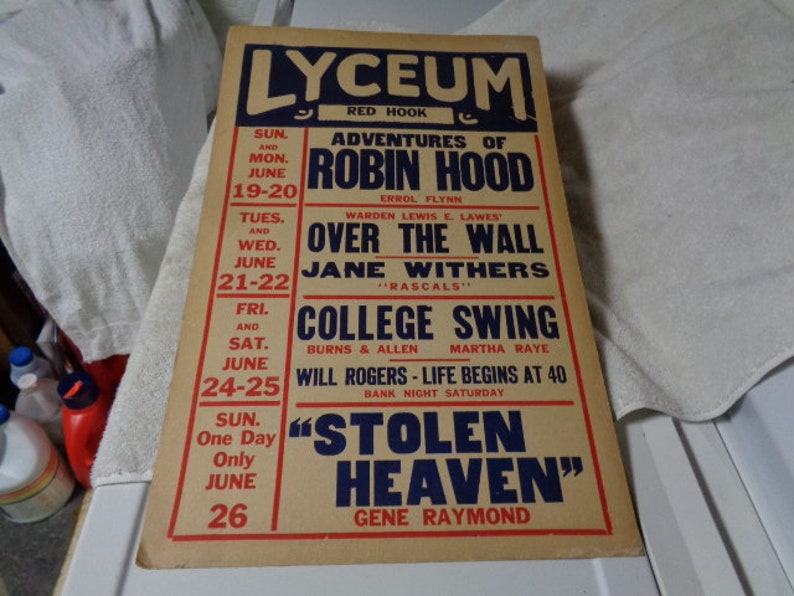 LYCEUM
RED HOOK
SUN.
AND
MON.
JUNE
19-20
ADVENTURES OF
ROBIN HOOD
ERROL FLYNN
TUES.
AND
WED.
JUNE
21-22
WARDEN LEWIS E. LAWES'
OVER THE WALL
JANE WITHERS
"RASCALS"
FRI.
AND
SAT.
JUNE
24-25
COLLEGE SWING
BURNS & ALLEN MARTHA RAYE
WILL ROGERS - LIFE BEGINS AT 40
BANK NIGHT SATURDAY
SUN.
One Day
Only
JUNE
26
"STOLEN
HEAVEN"
GENE RAYMOND